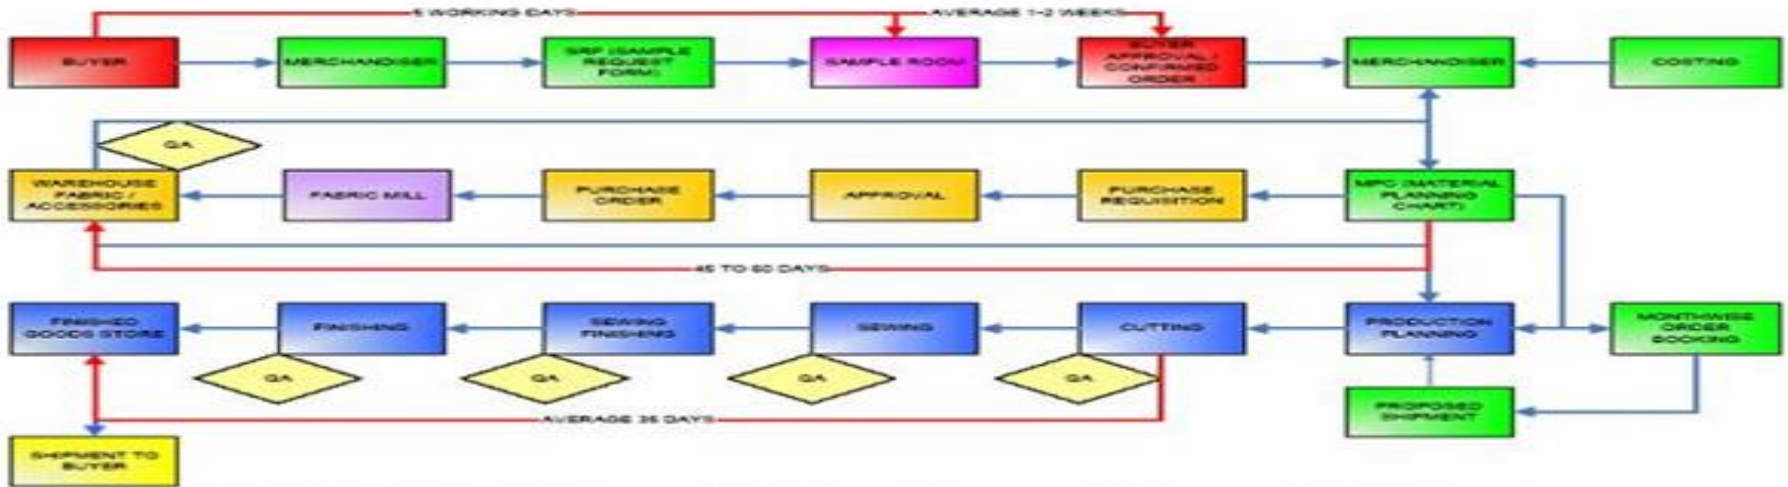 5 WORKING DAYS
AVERAGE 1-2 WEEKS
BUYER
MERCHANDISER
SRF (SAMPLE
REQUEST
FORM)
SAMPLE ROOM
BUYER
APPROVAL /
CONFIRMED
ORDER
MERCHANDISER
COSTING
QA
WAREHOUSE
FABRIC /
ACCESSORIES
FABRIC MILL
PURCHASE
ORDER
APPROVAL
PURCHASE
REQUISITION
MPC (MATERIAL
PLANNING
CHART)
45 TO 60 DAYS
FINISHED
GOODS STORE
FINISHING
SEWING
FINISHING
SEWING
CUTTING
PRODUCTION
PLANNING
MONTHWISE
ORDER
BOOKING
QA
QA
QA
QA
PROPOSED
SHIPMENT
AVERAGE 35 DAYS
SHIPMENT TO
BUYER